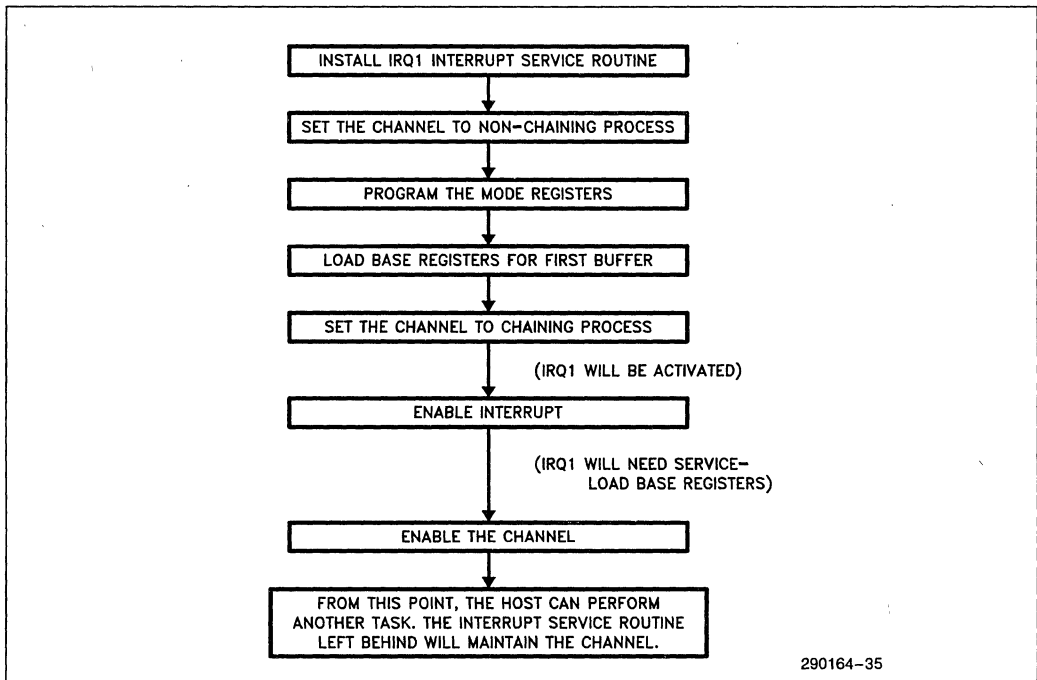 INSTALL IRQ1 INTERRUPT SERVICE ROUTINE
SET THE CHANNEL TO NON-CHAINING PROCESS
PROGRAM THE MODE REGISTERS
LOAD BASE REGISTERS FOR FIRST BUFFER
SET THE CHANNEL TO CHAINING PROCESS
(IRQ1 WILL BE ACTIVATED)
ENABLE INTERRUPT
(IRQ1 WILL NEED SERVICE-
LOAD BASE REGISTERS)
ENABLE THE CHANNEL
FROM THIS POINT, THE HOST CAN PERFORM
ANOTHER TASK. THE INTERRUPT SERVICE ROUTINE
LEFT BEHIND WILL MAINTAIN THE CHANNEL.
290164-35